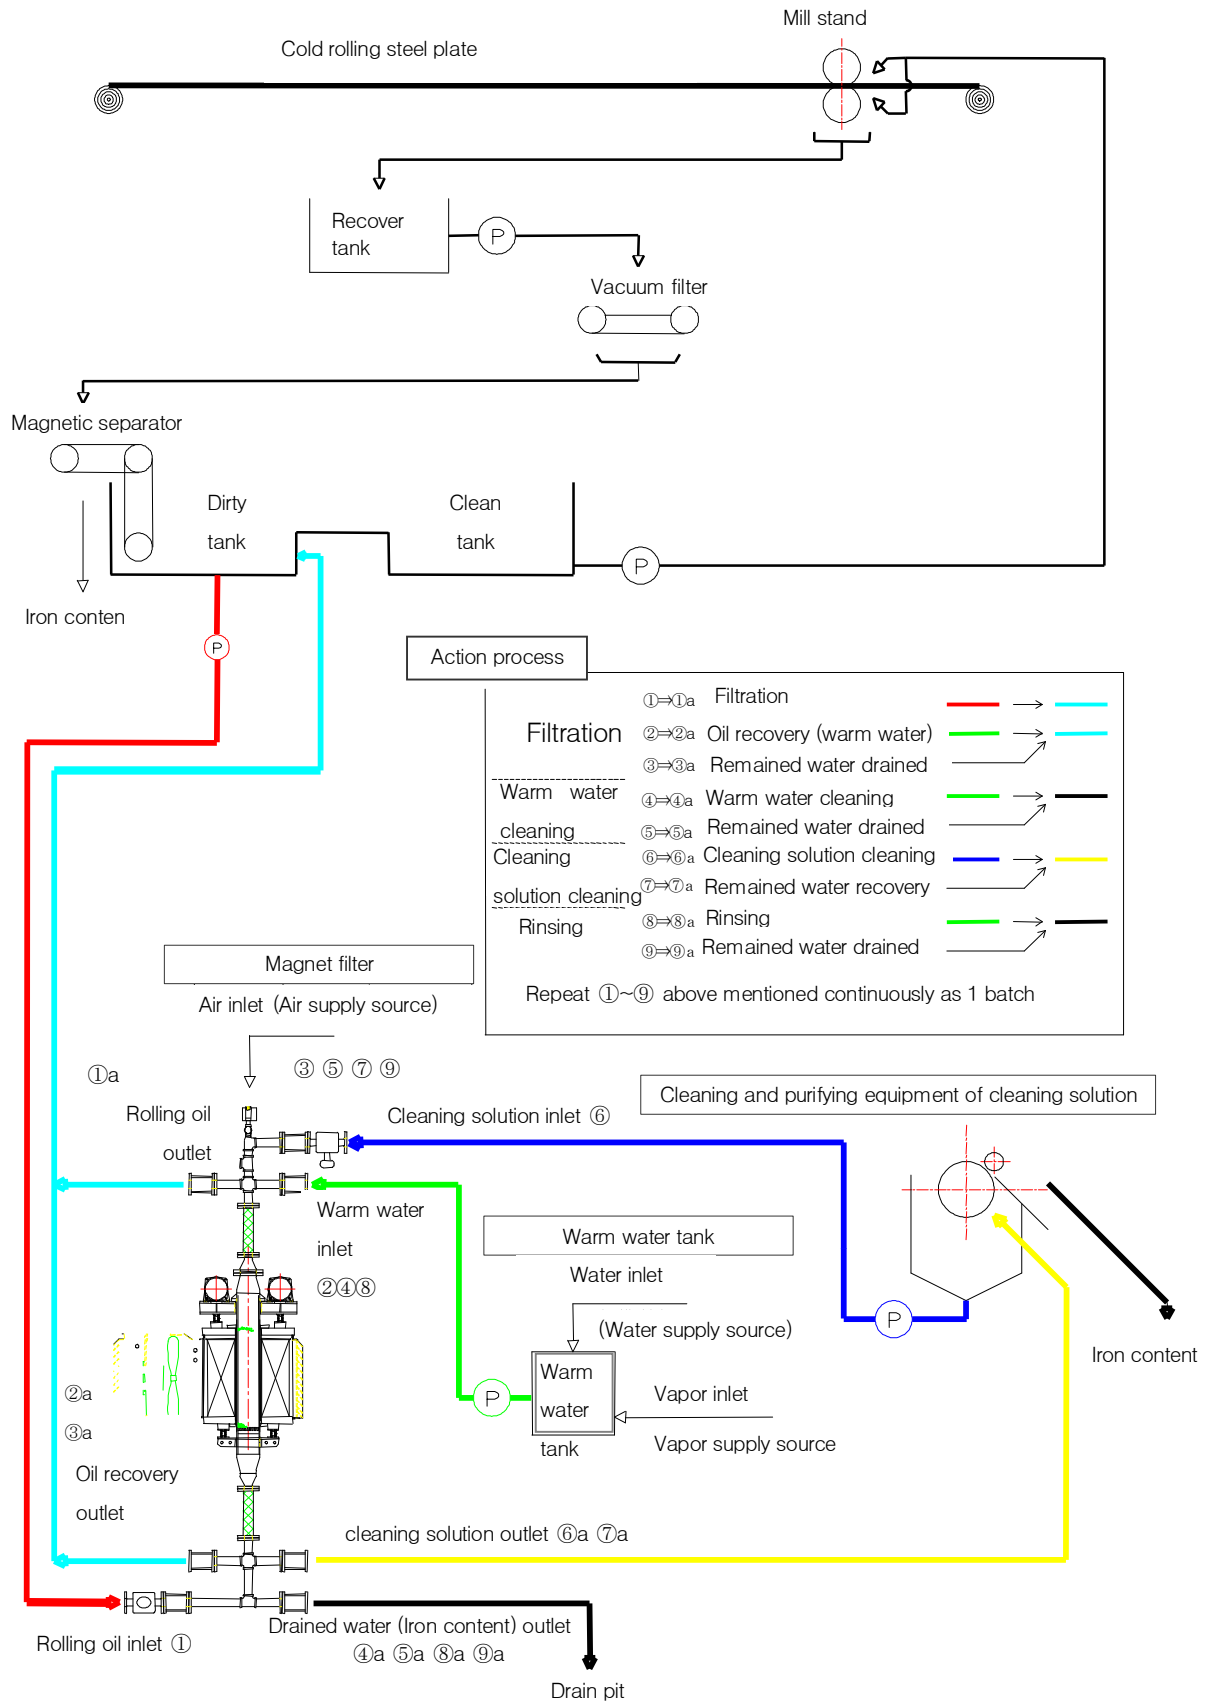 Mill stand
Cold rolling steel plate
Recover
tank
P
Vacuum filter
Magnetic separator
Dirty
tank
Clean
tank
P
Iron conten
P
Action process
Filtration
①⇒①a Filtration
②⇒②a Oil recovery (warm water)
③⇒③a Remained water drained
Warm water
cleaning
④⇒④a Warm water cleaning
⑤⇒⑤a Remained water drained
Cleaning
solution cleaning
⑥⇒⑥a Cleaning solution cleaning
⑦⇒⑦a Remained water recovery
Rinsing
⑧⇒⑧a Rinsing
⑨⇒⑨a Remained water drained
Repeat ①~⑨ above mentioned continuously as 1 batch
Magnet filter
Air inlet (Air supply source)
③ ⑤ ⑦ ⑨
①a
Rolling oil
outlet
Cleaning solution inlet ⑥
Cleaning and purifying equipment of cleaning solution
Warm water
inlet
②④⑧
Warm water tank
Water inlet
(Water supply source)
P
Iron content
Warm
water
tank
P
Vapor inlet
Vapor supply source
②a
③a
Oil recovery
outlet
cleaning solution outlet ⑥a ⑦a
Rolling oil inlet ①
Drained water (Iron content) outlet
④a ⑤a ⑧a ⑨a
Drain pit